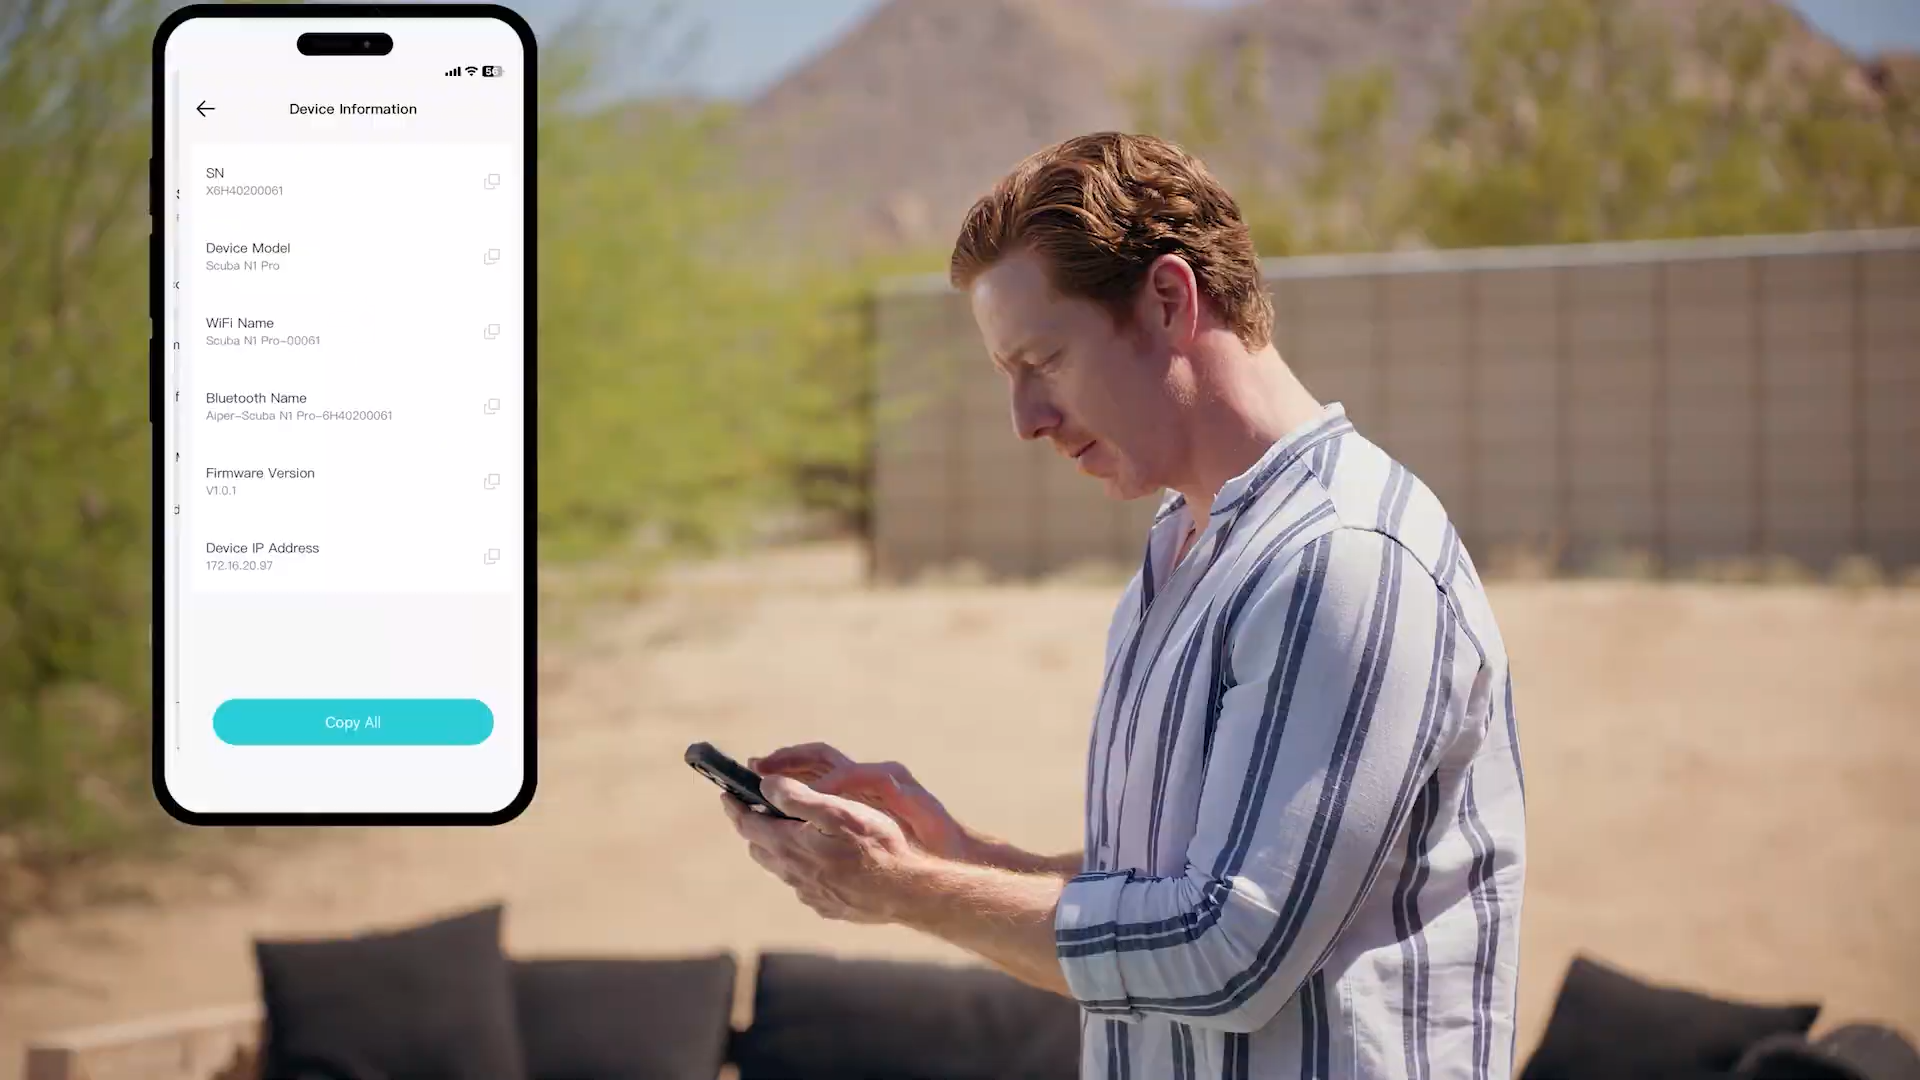 56
Device Information
SN
X6H40200061
Device Model
Scuba N1 Pro
WiFi Name
Scuba N1 Pro-00061
Bluetooth Name
Aiper-Scuba N1 Pro-6H40200061
Firmware Version
V1.0.1
Device IP Address
172.16.20.97
Copy All